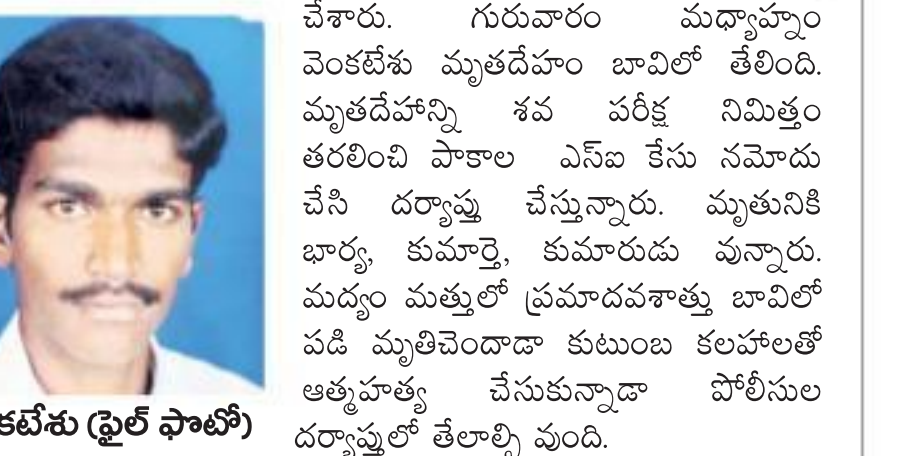 చేశారు. గురువారం మధ్యాహ్నం
వెంకటేశు మృతదేహం బావిలో తేలింది.
మృతదేహాన్ని శవ పరీక్ష నిమిత్తం
తరలించి పాకాల ఎస్ఐ కేసు నమోదు
చేసి దర్యాప్తు చేస్తున్నారు. మృతునికి
భార్య, కుమార్తె, కుమారుడు వున్నారు.
మద్యం మత్తులో ప్రమాదవశాత్తు బావిలో
పడి మృతిచెందాడా కుటుంబ కలహాలతో
ఆత్మహత్య చేసుకున్నాడా పోలీసుల
దర్యాప్తులో తేలాల్సి వుంది.
కటేశు (ఫైల్ ఫొటో)